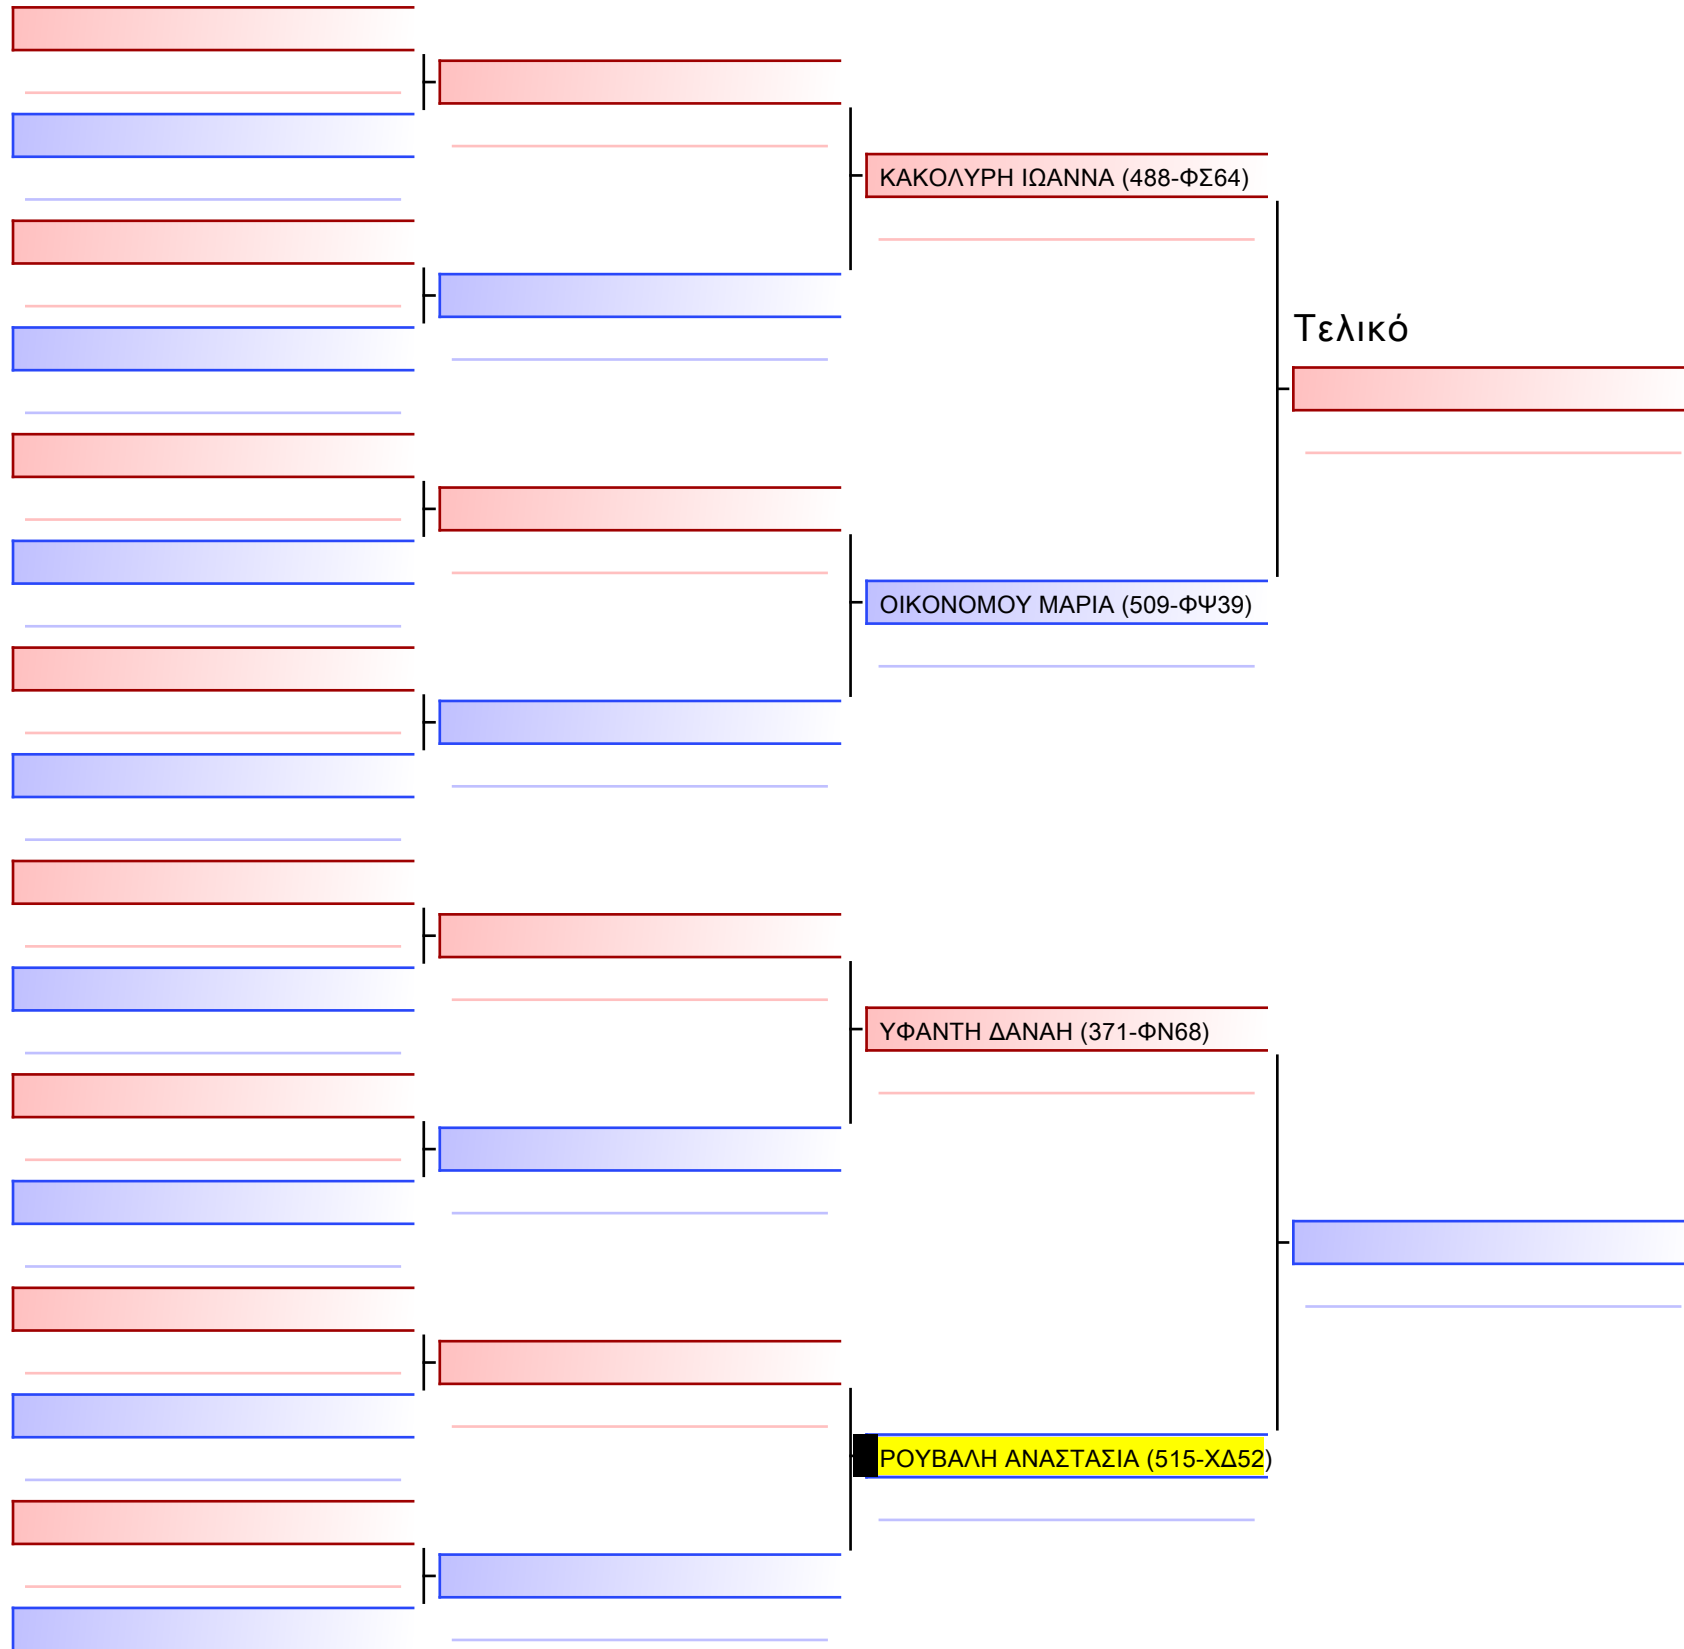 ΚΑΚΟΛΥΡΗ ΙΩΑΝΝΑ (488-ΦΣ64)
Τελικό
ΟΙΚΟΝΟΜΟΥ ΜΑΡΙΑ (509-ΦΨ39)
ΥΦΑΝΤΗ ΔΑΝΑΗ (371-ΦΝ68)
ΡΟΥΒΑΛΗ ΑΝΑΣΤΑΣΙΑ (515-ΧΔ52)